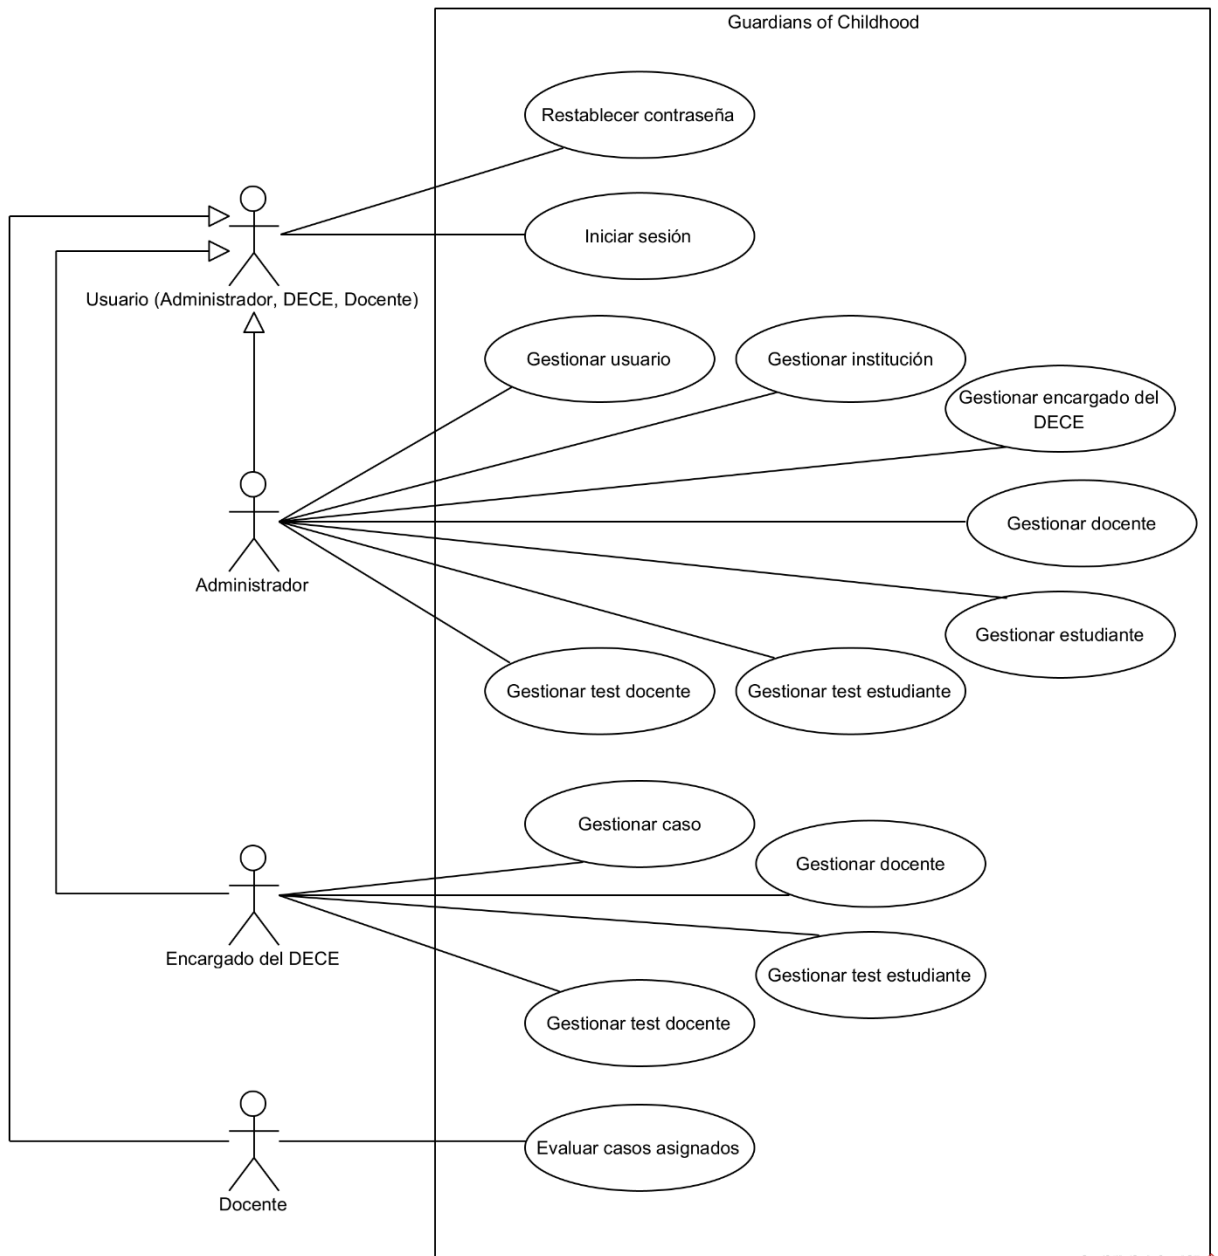 Guardians of Childhood
Restablecer contraseña
Iniciar sesión
Usuario (Administrador, DECE, Docente)
Gestionar usuario
Gestionar institución
Gestionar encargado del
DECE
Gestionar docente
Administrador
Gestionar estudiante
Gestionar test docente
Gestionar test estudiante
Gestionar caso
Gestionar docente
Encargado del DECE
Gestionar test estudiante
Gestionar test docente
Evaluar casos asignados
Docente